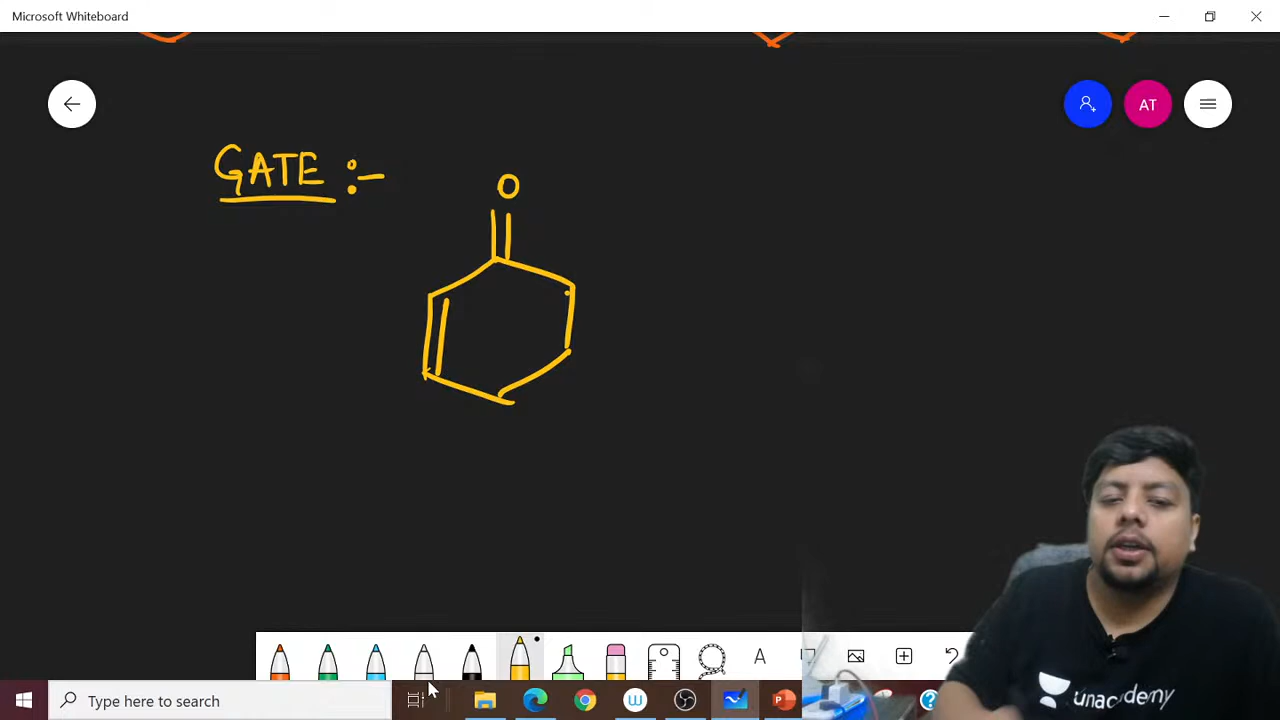 Microsoft Whiteboard
AT
GATE :-
O
A
unacademy
Type here to search